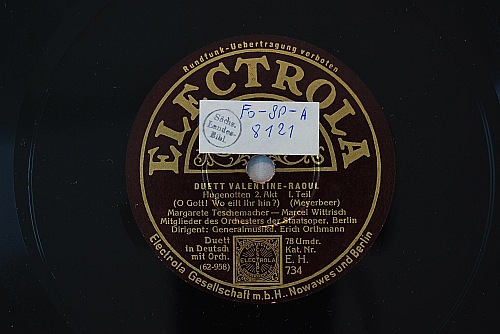 Rundfunk-Uebertragung verboten
ELECTROLA
Fo-SP-A
8121
Sächs.
Landes-
Bibl.
DUETT VALENTINE-RAOUL
Hugenotten 2. Akt I. Teil
(O Gott! Wo eilt ihr hin?) (Meyerbeer)
Margarete Teschemacher — Marcel Wittrisch
Mitglieder des Orchesters der Staatsoper, Berlin
Dirigent: Generalmusikd. Erich Orthmann
Duett
in Deutsch
mit Orch.
(62-958)
ELECTROLA
78 Umdr.
Kat. Nr.
E. H.
734
Electrola Gesellschaft m.b.H. Nowawes und Berlin